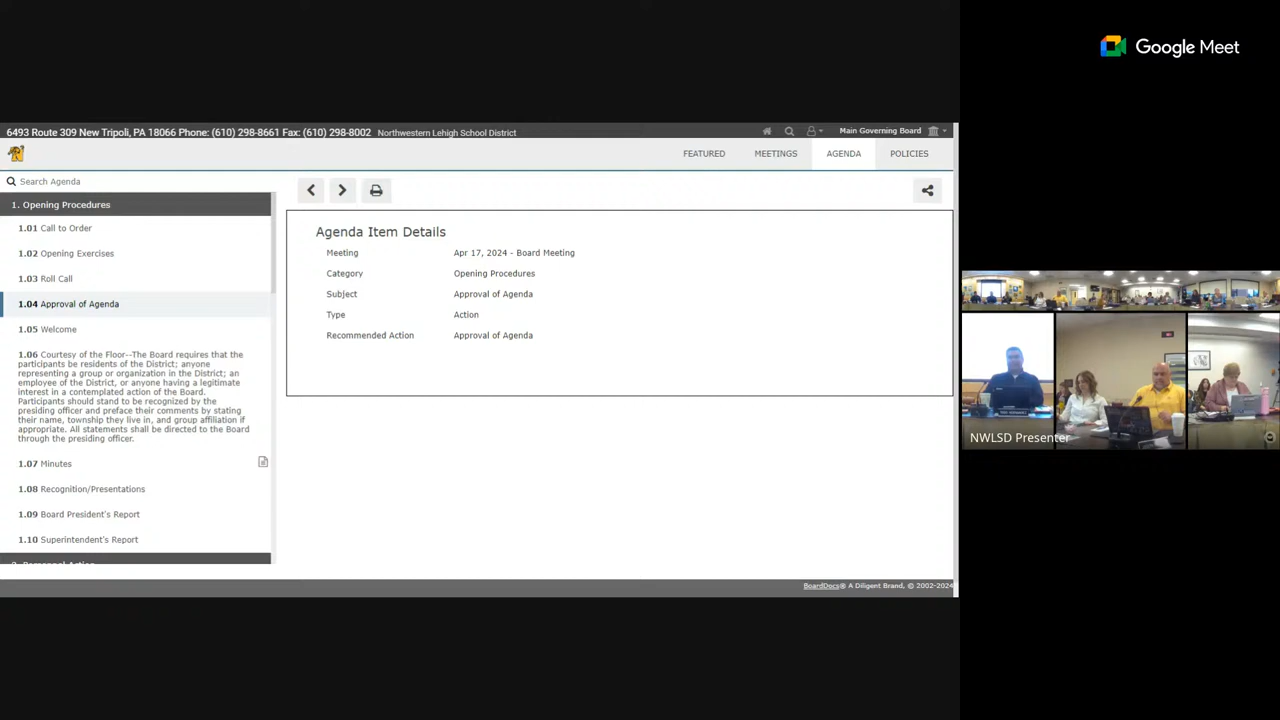 Google Meet
6493 Route 309 New Tripoli, PA 18066 Phone: (610) 298-8661 Fax: (610) 298-8002 Northwestern Lehigh School District
Main Governing Board
FEATURED MEETINGS AGENDA POLICIES
Search Agenda
1. Opening Procedures
1.01 Call to Order
1.02 Opening Exercises
1.03 Roll Call
1.04 Approval of Agenda
1.05 Welcome
1.06 Courtesy of the Floor--The Board requires that the
participants be residents of the District; anyone
representing a group or organization in the District; an
employee of the District, or anyone having a legitimate
interest in a contemplated action of the Board.
Participants should stand to be recognized by the
presiding officer and preface their comments by stating
their name, township they live in, and group affiliation if
appropriate. All statements shall be directed to the Board
through the presiding officer.
1.07 Minutes
1.08 Recognition/Presentations
1.09 Board President's Report
1.10 Superintendent's Report
2. Personnel Action
Agenda Item Details
Meeting Apr 17, 2024 - Board Meeting
Category Opening Procedures
Subject Approval of Agenda
Type Action
Recommended Action Approval of Agenda
BoardDocs® A Diligent Brand, © 2002-2024
NWLSD Presenter